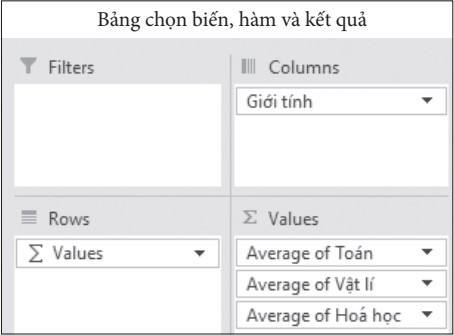 Bảng chọn biến, hàm và kết quả
Filters
Columns
Giới tính
Rows
Σ Values
Σ Values
Average of Toán
Average of Vật lí
Average of Hoá học